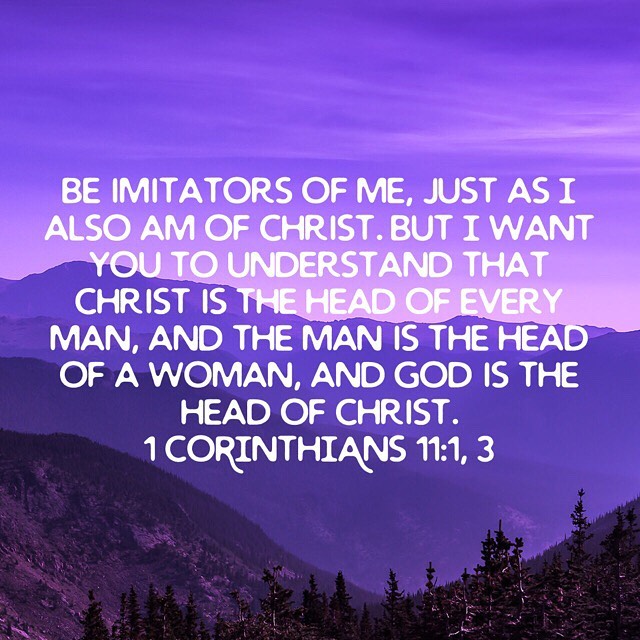 BE IMITATORS OF ME, JUST AS I
ALSO AM OF CHRIST. BUT I WANT
YOU TO UNDERSTAND THAT
CHRIST IS THE HEAD OF EVERY
MAN, AND THE MAN IS THE HEAD
OF A WOMAN, AND GOD IS THE
HEAD OF CHRIST.
1 CORINTHIANS 11:1, 3